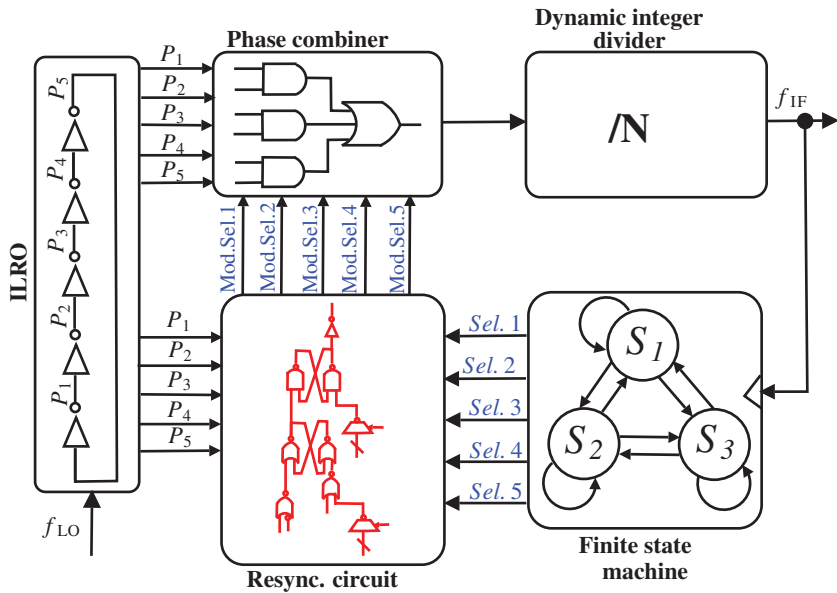 Phase combiner
Dynamic integer
divider
ILRO
P5
P4
P3
P2
P1
P1
P2
P3
P4
P5
/N
fIF
Mod.Sel.1
Mod.Sel.2
Mod.Sel.3
Mod.Sel.4
Mod.Sel.5
P1
P2
P3
P4
P5
Sel. 1
Sel. 2
Sel. 3
Sel. 4
Sel. 5
S1
S2
S3
fLO
Resync. circuit
Finite state
machine